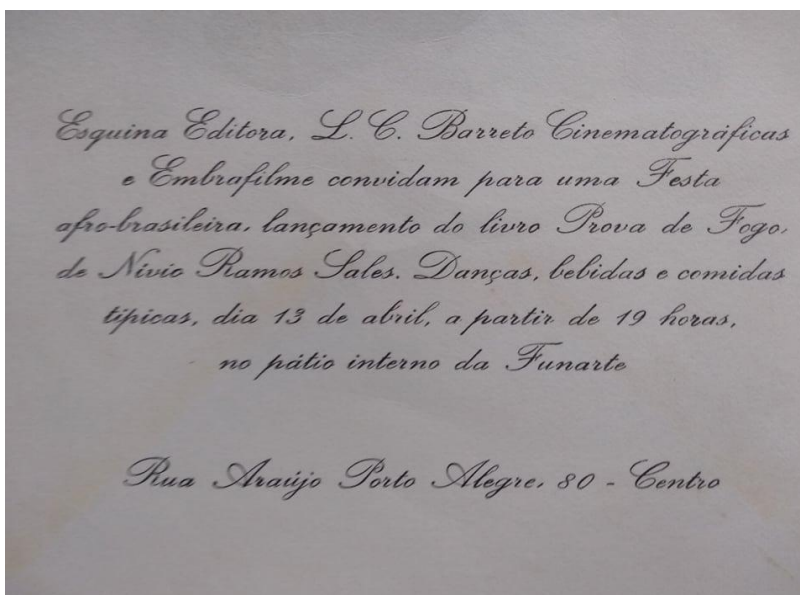 Esquina Editora, L. C. Barreto Cinematográficas
e Embrafilme convidam para uma Festa
afro-brasileira, lançamento do livro Prova de Fogo,
de Nívio Ramos Sales. Danças, bebidas e comidas
típicas, dia 13 de abril, a partir de 19 horas,
no pátio interno da Funarte
Rua Araújo Porto Alegre, 80 - Centro